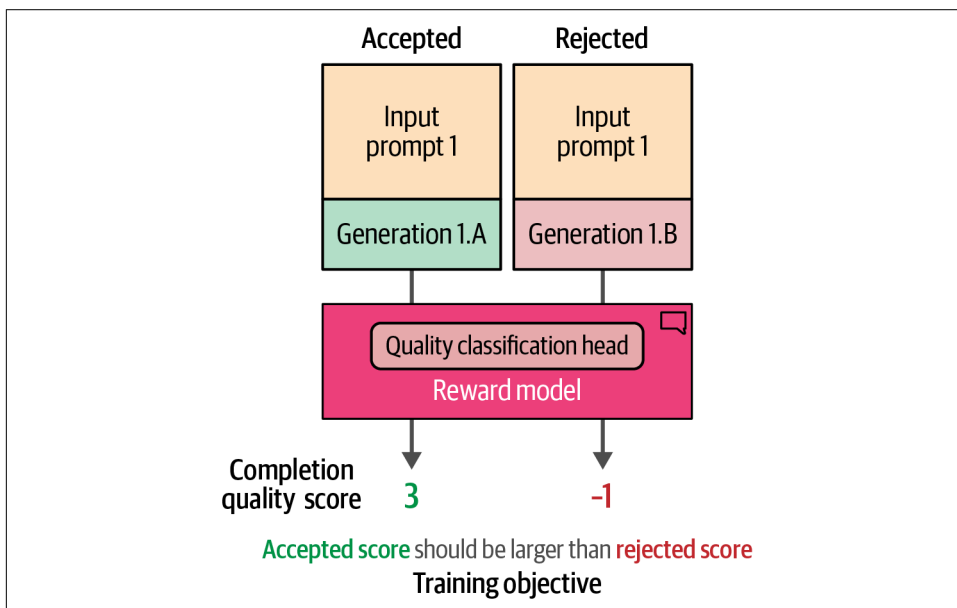 Accepted
Rejected
Input
prompt 1
Input
prompt 1
Generation 1.A
Generation 1.B
Quality classification head
Reward model
Completion
quality score
3
–1
Accepted score should be larger than rejected score
Training objective